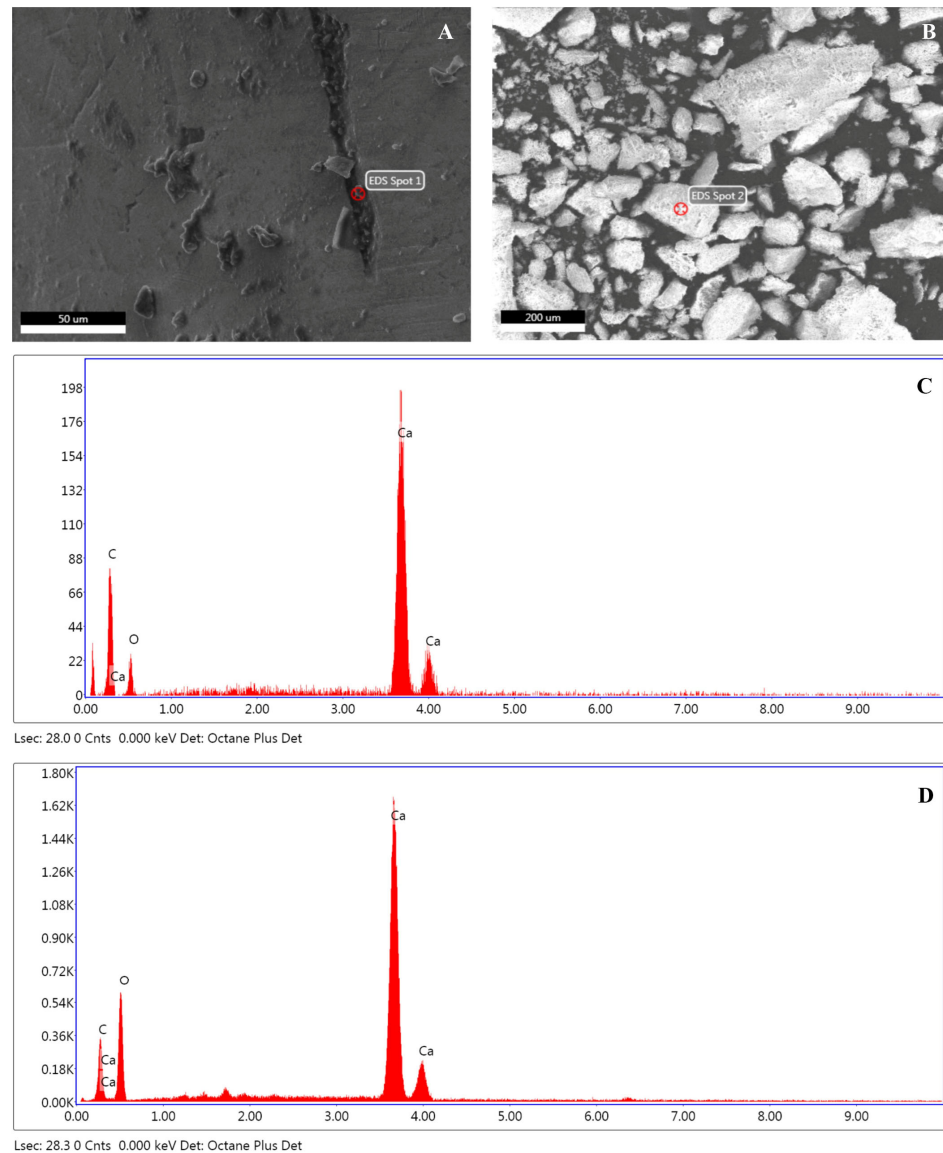 A
EDS Spot 1
50 um
B
EDS Spot 2
200 um
C
198
176
154
132
110
88
66
44
22
0
Ca
C
Ca
O
Ca
0.00 1.00 2.00 3.00 4.00 5.00 6.00 7.00 8.00 9.00
Lsec: 28.0 0 Cnts 0.000 keV Det: Octane Plus Det
D
1.80K
1.62K
1.44K
1.26K
1.08K
0.90K
0.72K
0.54K
0.36K
0.18K
0.00K
Ca
O
C
Ca
Ca
Ca
0.00 1.00 2.00 3.00 4.00 5.00 6.00 7.00 8.00 9.00
Lsec: 28.3 0 Cnts 0.000 keV Det: Octane Plus Det